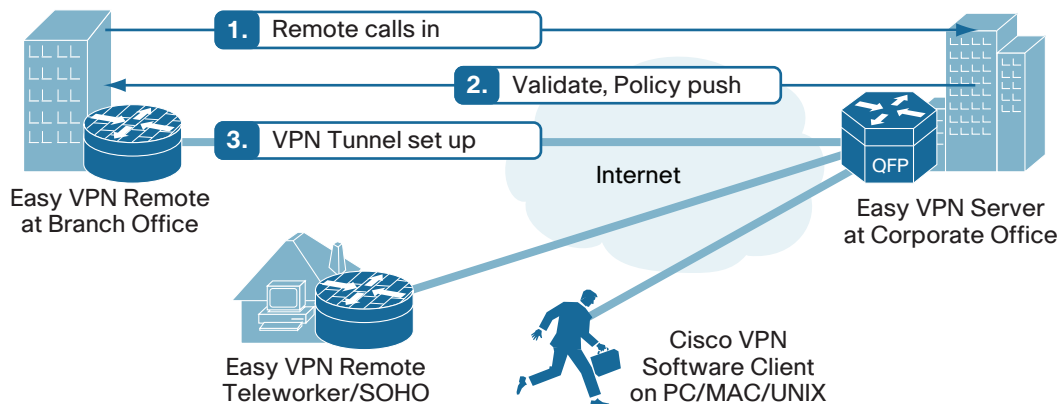 1. Remote calls in
2. Validate, Policy push
3. VPN Tunnel set up
Internet
QFP
Easy VPN Remote
at Branch Office
Easy VPN Server
at Corporate Office
Easy VPN Remote
Teleworker/SOHO
Cisco VPN
Software Client
on PC/MAC/UNIX